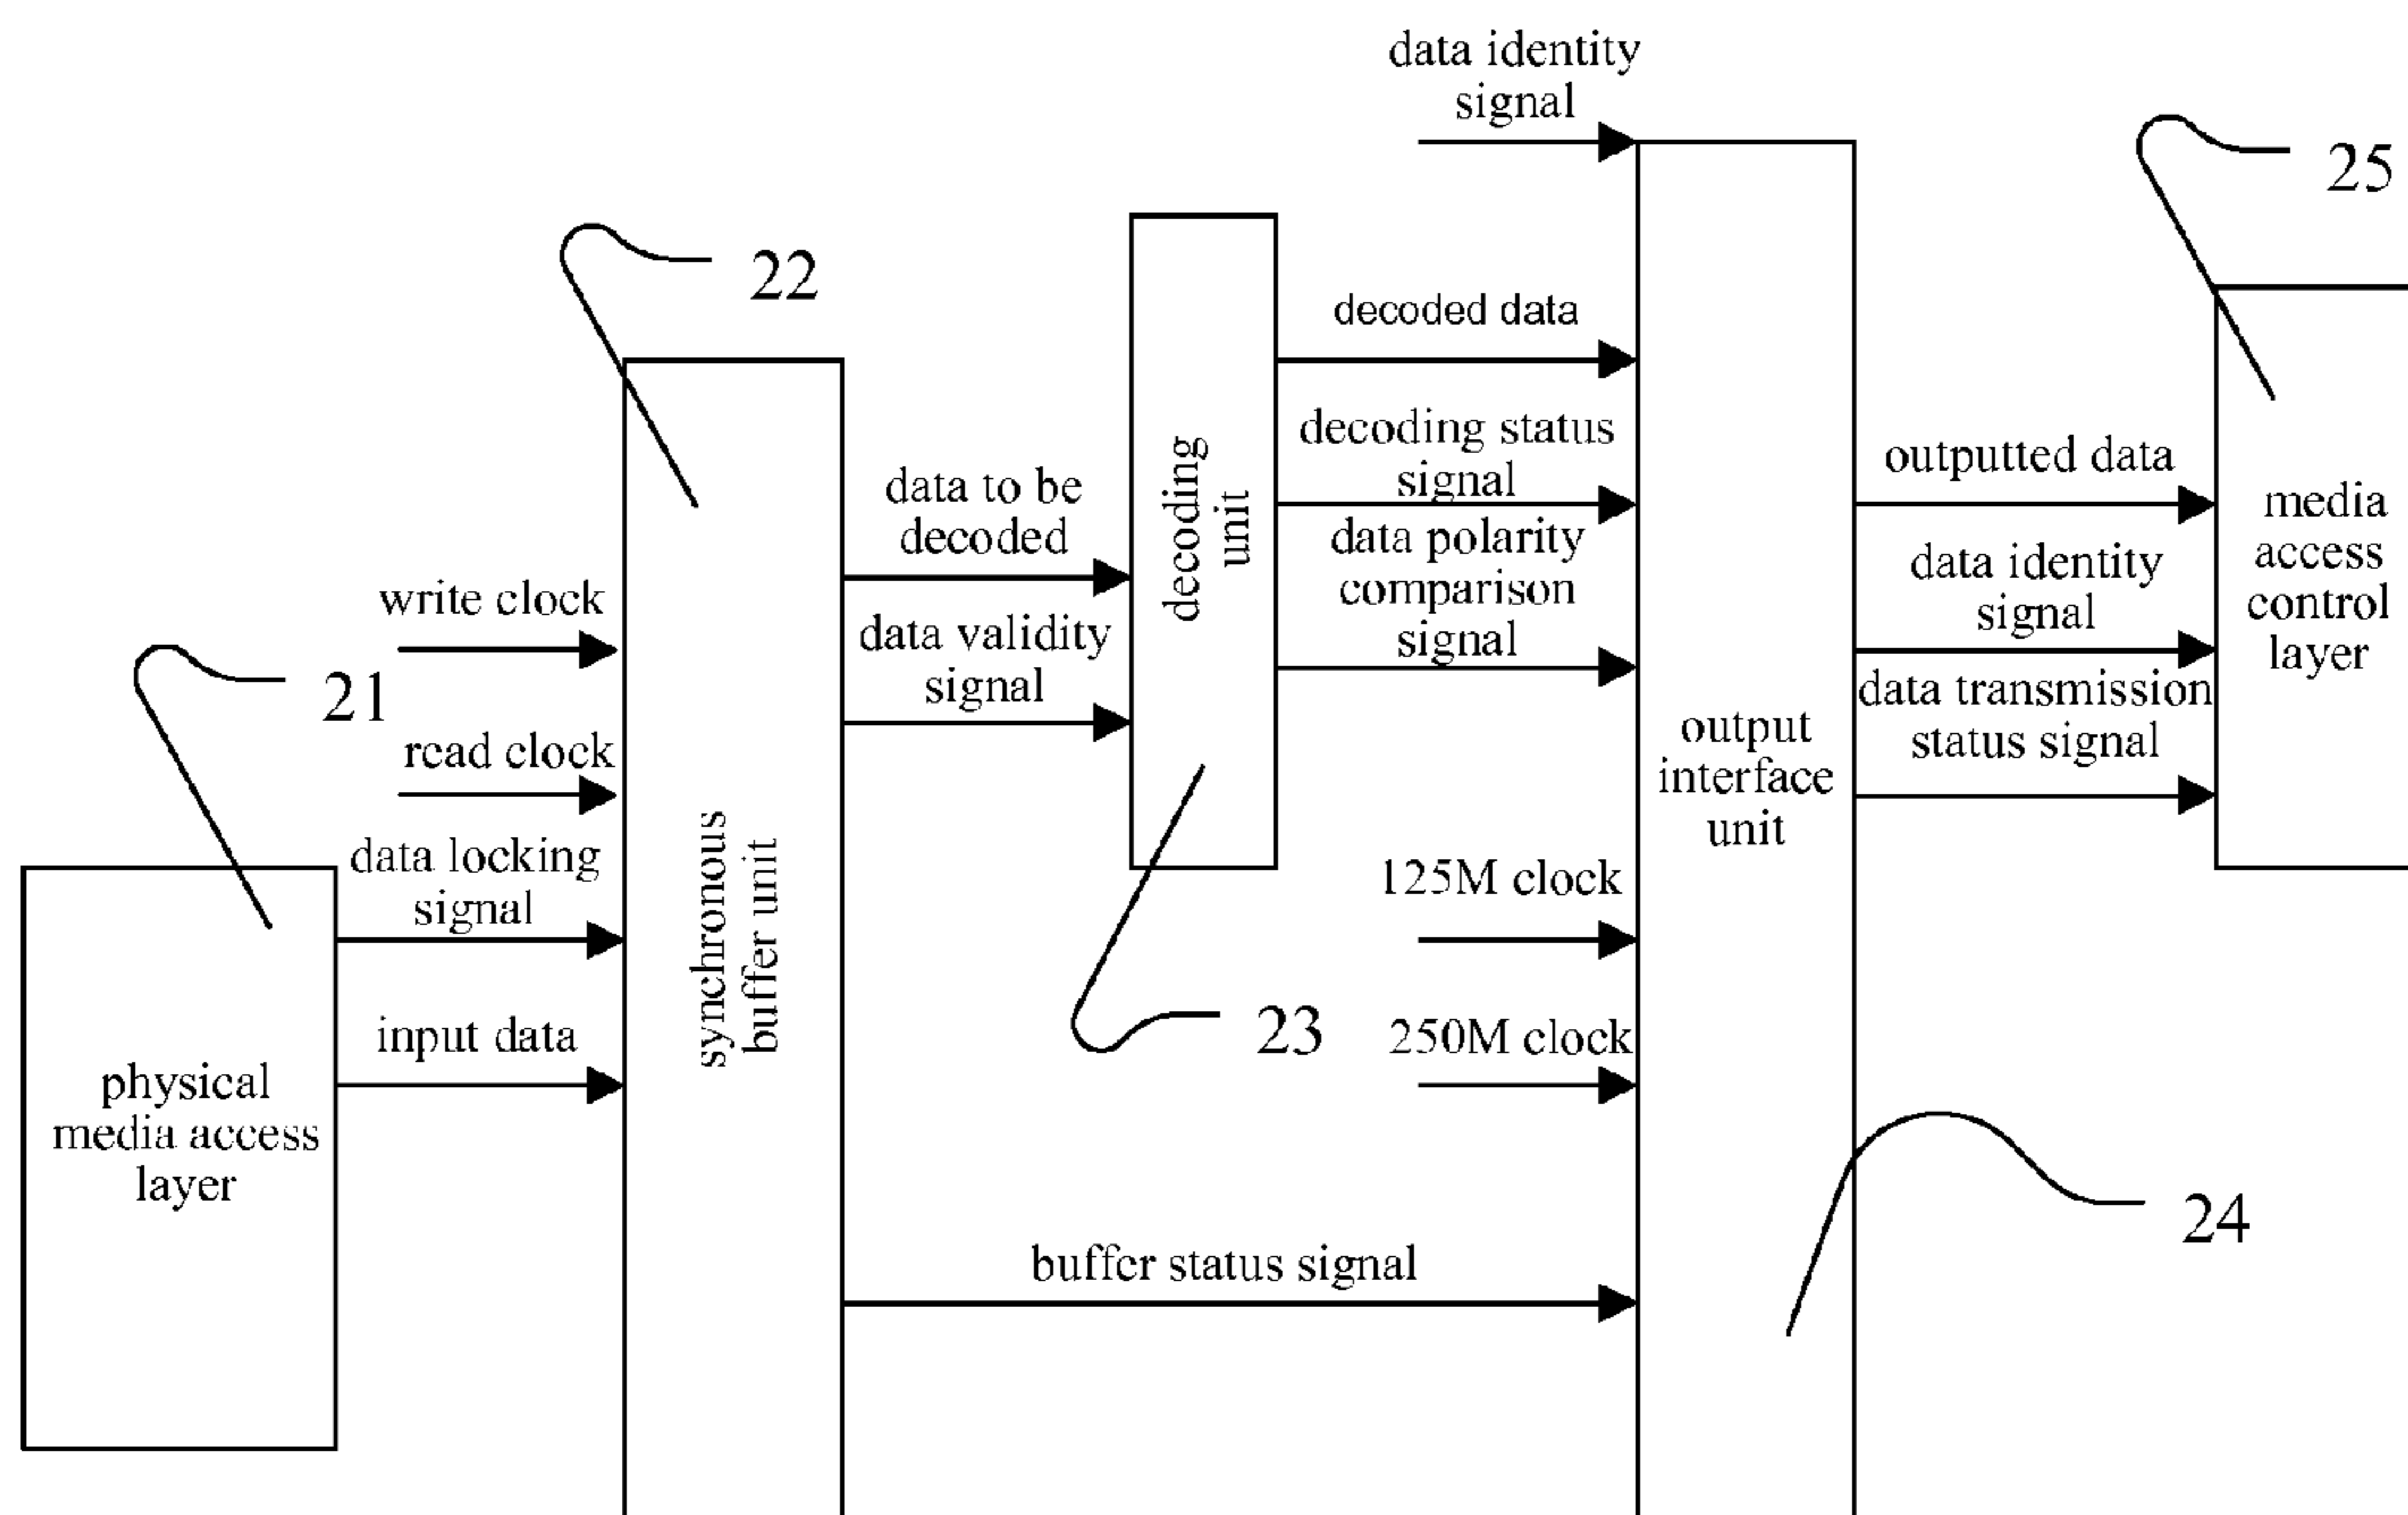 data identity
signal
25
22
decoded data
decoding status
signal
data polarity
comparison
signal
decoding
unit
outputted data
data identity
signal
data transmission
status signal
media
access
control
layer
data to be
decoded
data validity
signal
write clock
21
read clock
data locking
signal
input data
synchronous
buffer unit
output
interface
unit
125M clock
23
250M clock
physical
media access
layer
24
buffer status signal